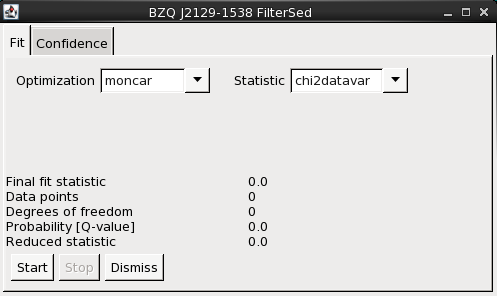 BZQ J2129-1538 FilterSed
Fit Confidence
Optimization moncar Statistic chi2datavar
Final fit statistic 0.0
Data points 0
Degrees of freedom 0
Probability [Q-value] 0.0
Reduced statistic 0.0
Start Stop Dismiss